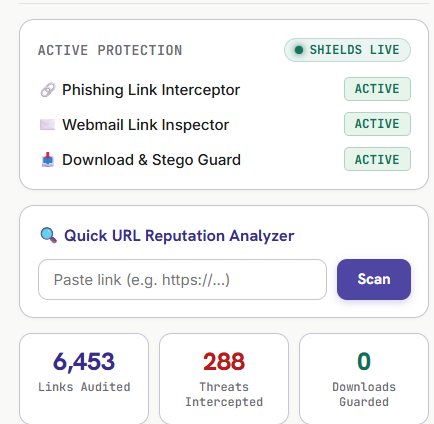 ACTIVE PROTECTION
SHIELDS LIVE
Phishing Link Interceptor
ACTIVE
Webmail Link Inspector
ACTIVE
Download & Stego Guard
ACTIVE
Quick URL Reputation Analyzer
Paste link (e.g. https://...)
Scan
6,453
Links Audited
288
Threats
Intercepted
0
Downloads
Guarded